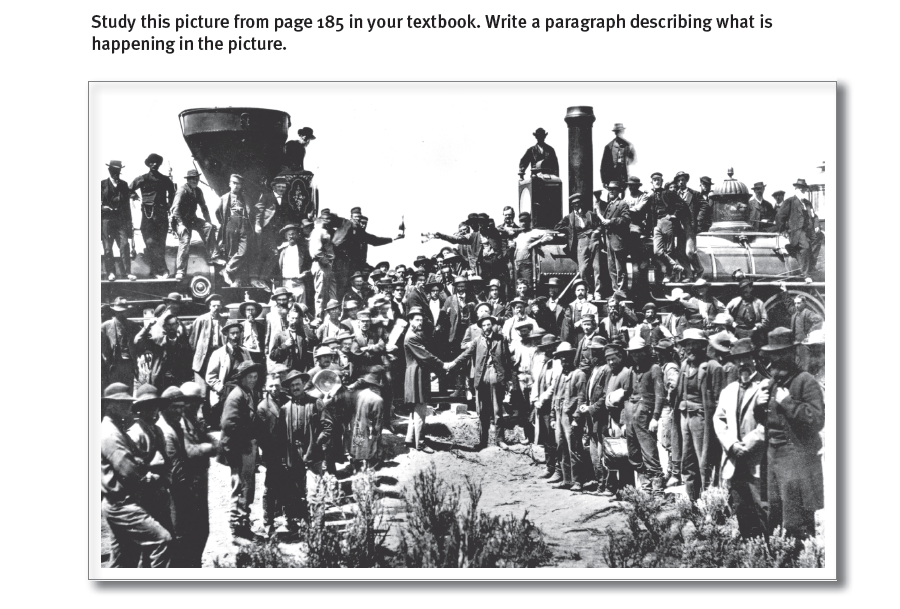 Study this picture from page 185 in your textbook. Write a paragraph describing what is
happening in the picture.